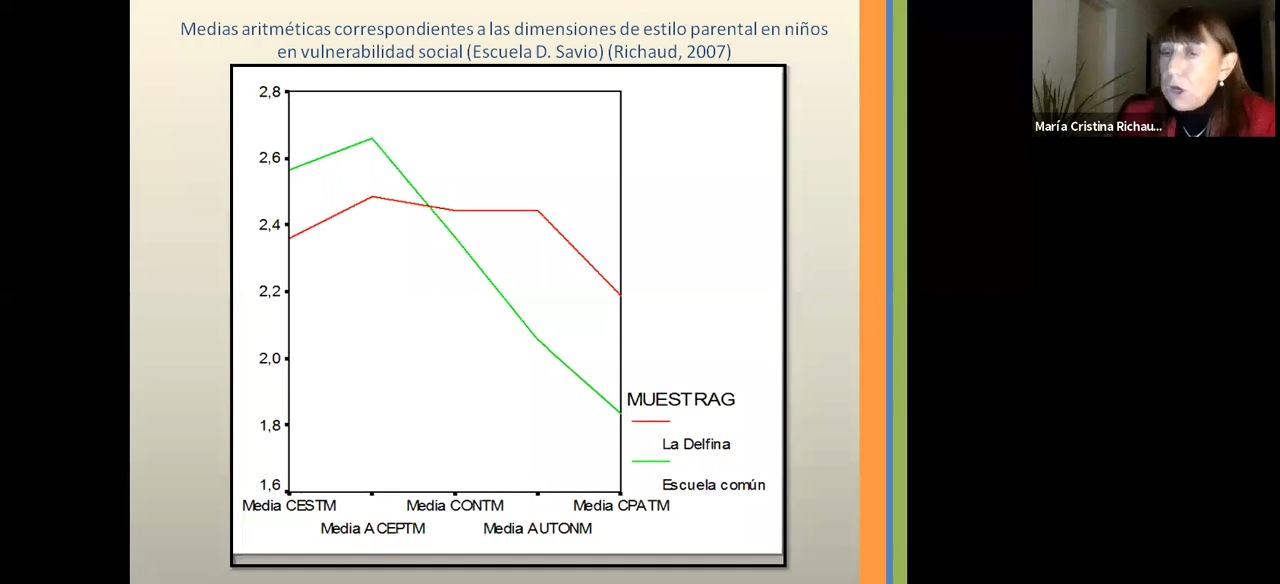 Medias aritméticas correspondientes a las dimensiones de estilo parental en niños
en vulnerabilidad social (Escuela D. Savio) (Richaud, 2007)
2,8
2,6
2,4
2,2
2,0
1,8
1,6
Media CESTM
Media ACEPTM
Media CONTM
Media AUTONM
Media CPATM
MUESTRAG
La Delfina
Escuela común
María Cristina Richau...